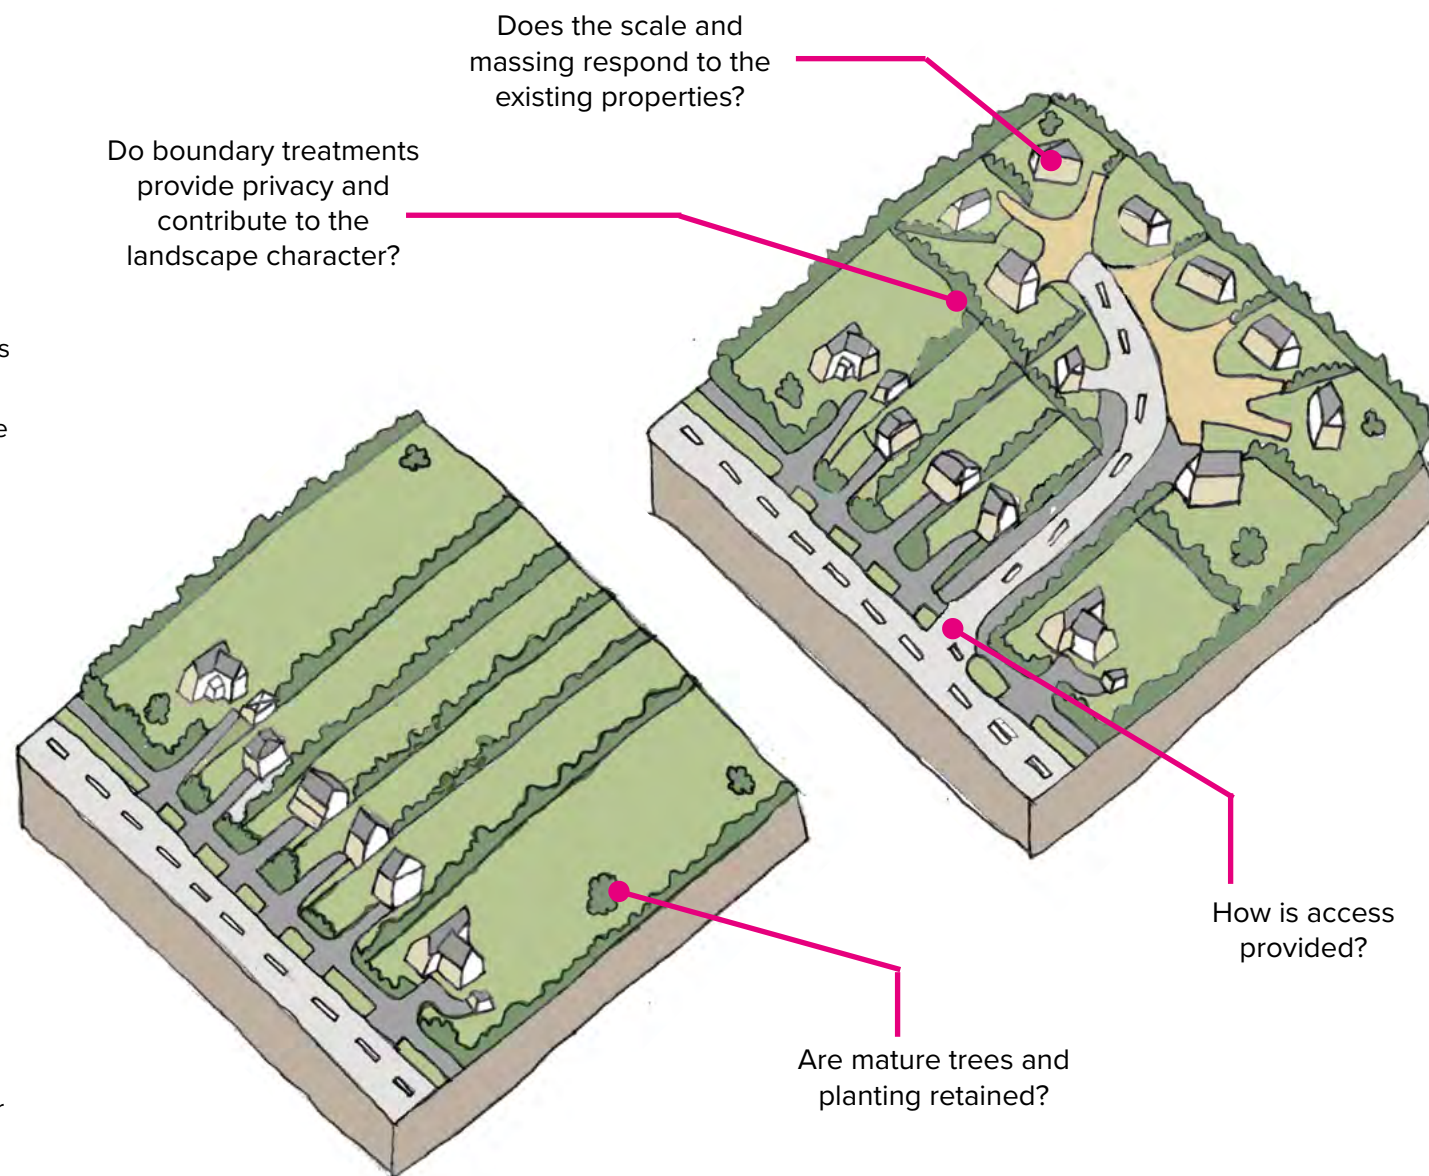 Does the scale and
massing respond to the
existing properties?
Do boundary treatments
provide privacy and
contribute to the
landscape character?
How is access
provided?
Are mature trees and
planting retained?